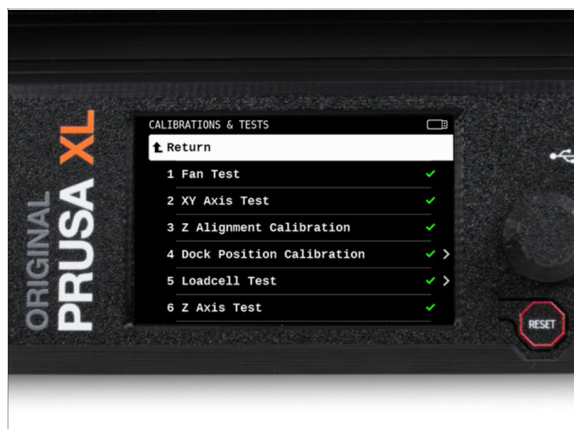 ORIGINAL
PRUSA XL
CALIBRATIONS & TESTS
Return
1 Fan Test
2 XY Axis Test
3 Z Alignment Calibration
4 Dock Position Calibration
5 Loadcell Test
6 Z Axis Test
RESET